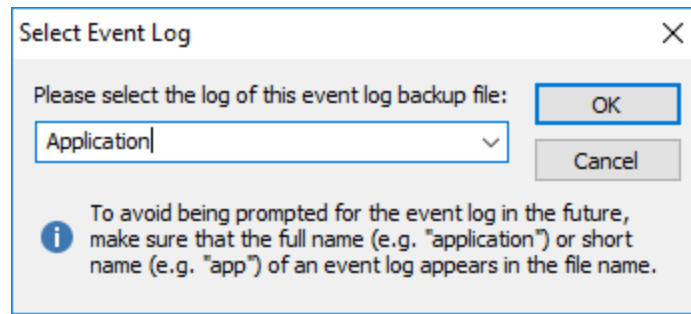 Select Event Log
Please select the log of this event log backup file:
OK
Application
Cancel
To avoid being prompted for the event log in the future,
make sure that the full name (e.g. "application") or short
name (e.g. "app") of an event log appears in the file name.